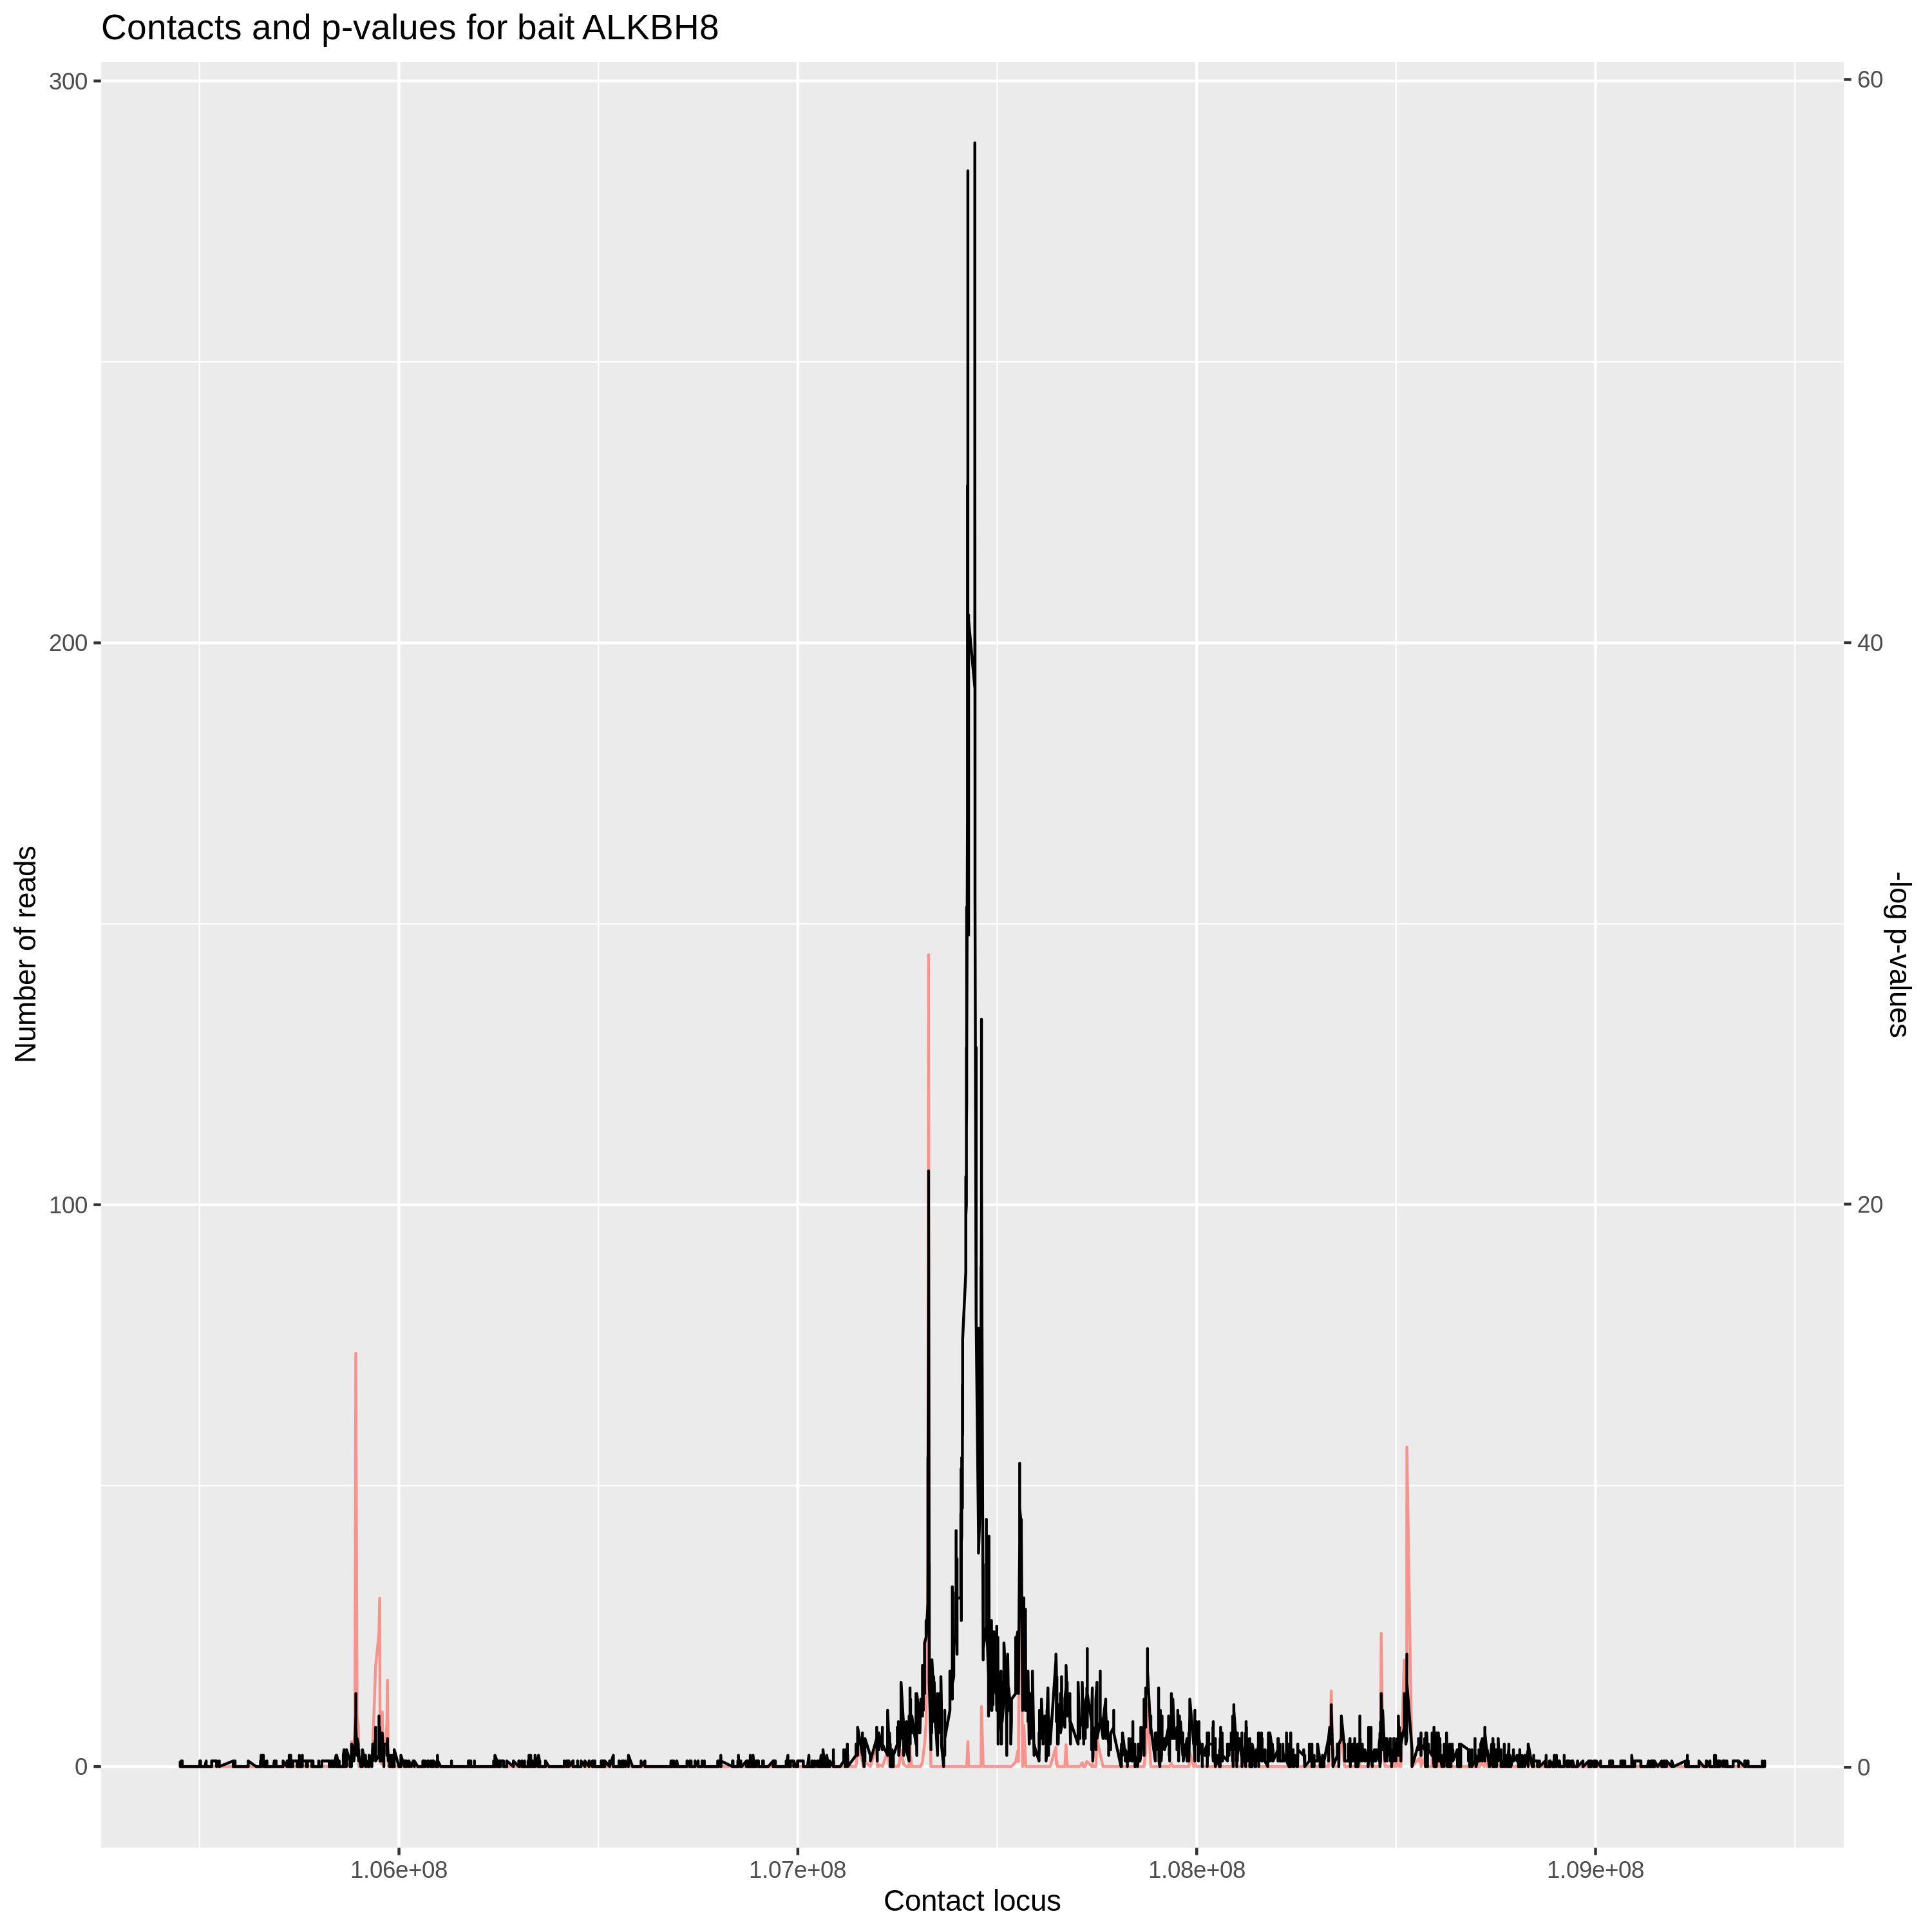 Contacts and p-values for bait ALKBH8
300
200
100
0
Number of reads
60
40
20
0
-log p-values
1.06e+08
1.07e+08
1.08e+08
1.09e+08
Contact locus